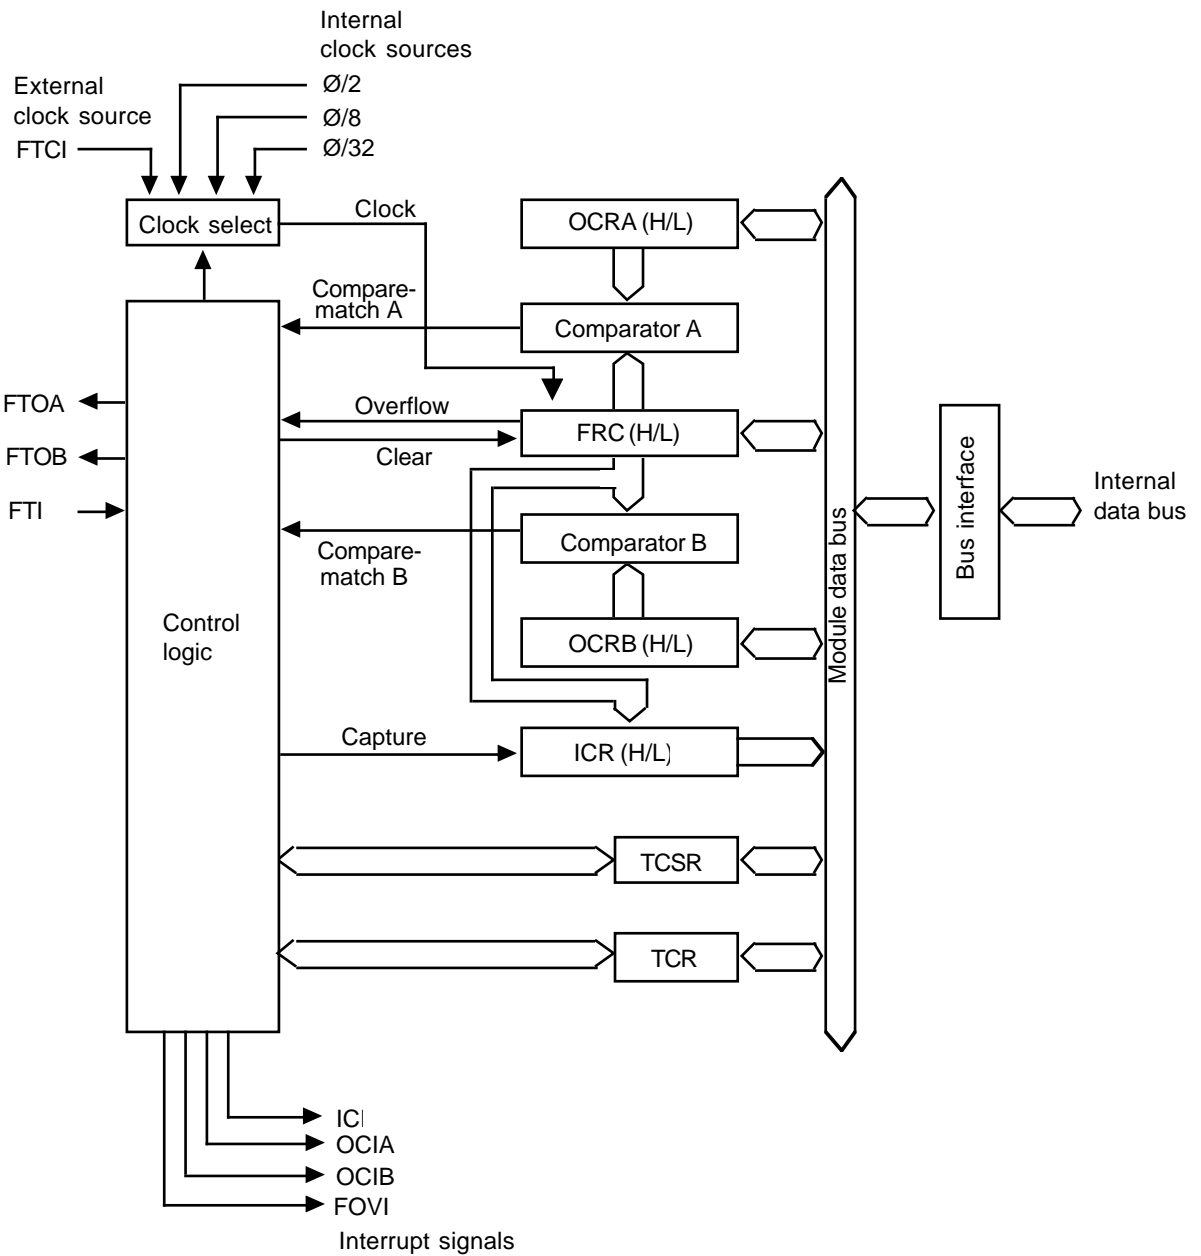 Internal
clock sources
External
clock source
Ø/2
Ø/8
FTCI
Ø/32
Clock select
Clock
OCRA (H/L)
Compare-
match A
Comparator A
FTOA
Overflow
FRC (H/L)
FTOB
Clear
FTI
Compare-
match B
Comparator B
Module data bus
Bus interface
Internal
data bus
Control
logic
OCRB (H/L)
Capture
ICR (H/L)
TCSR
TCR
ICI
OCIA
OCIB
FOVI
Interrupt signals